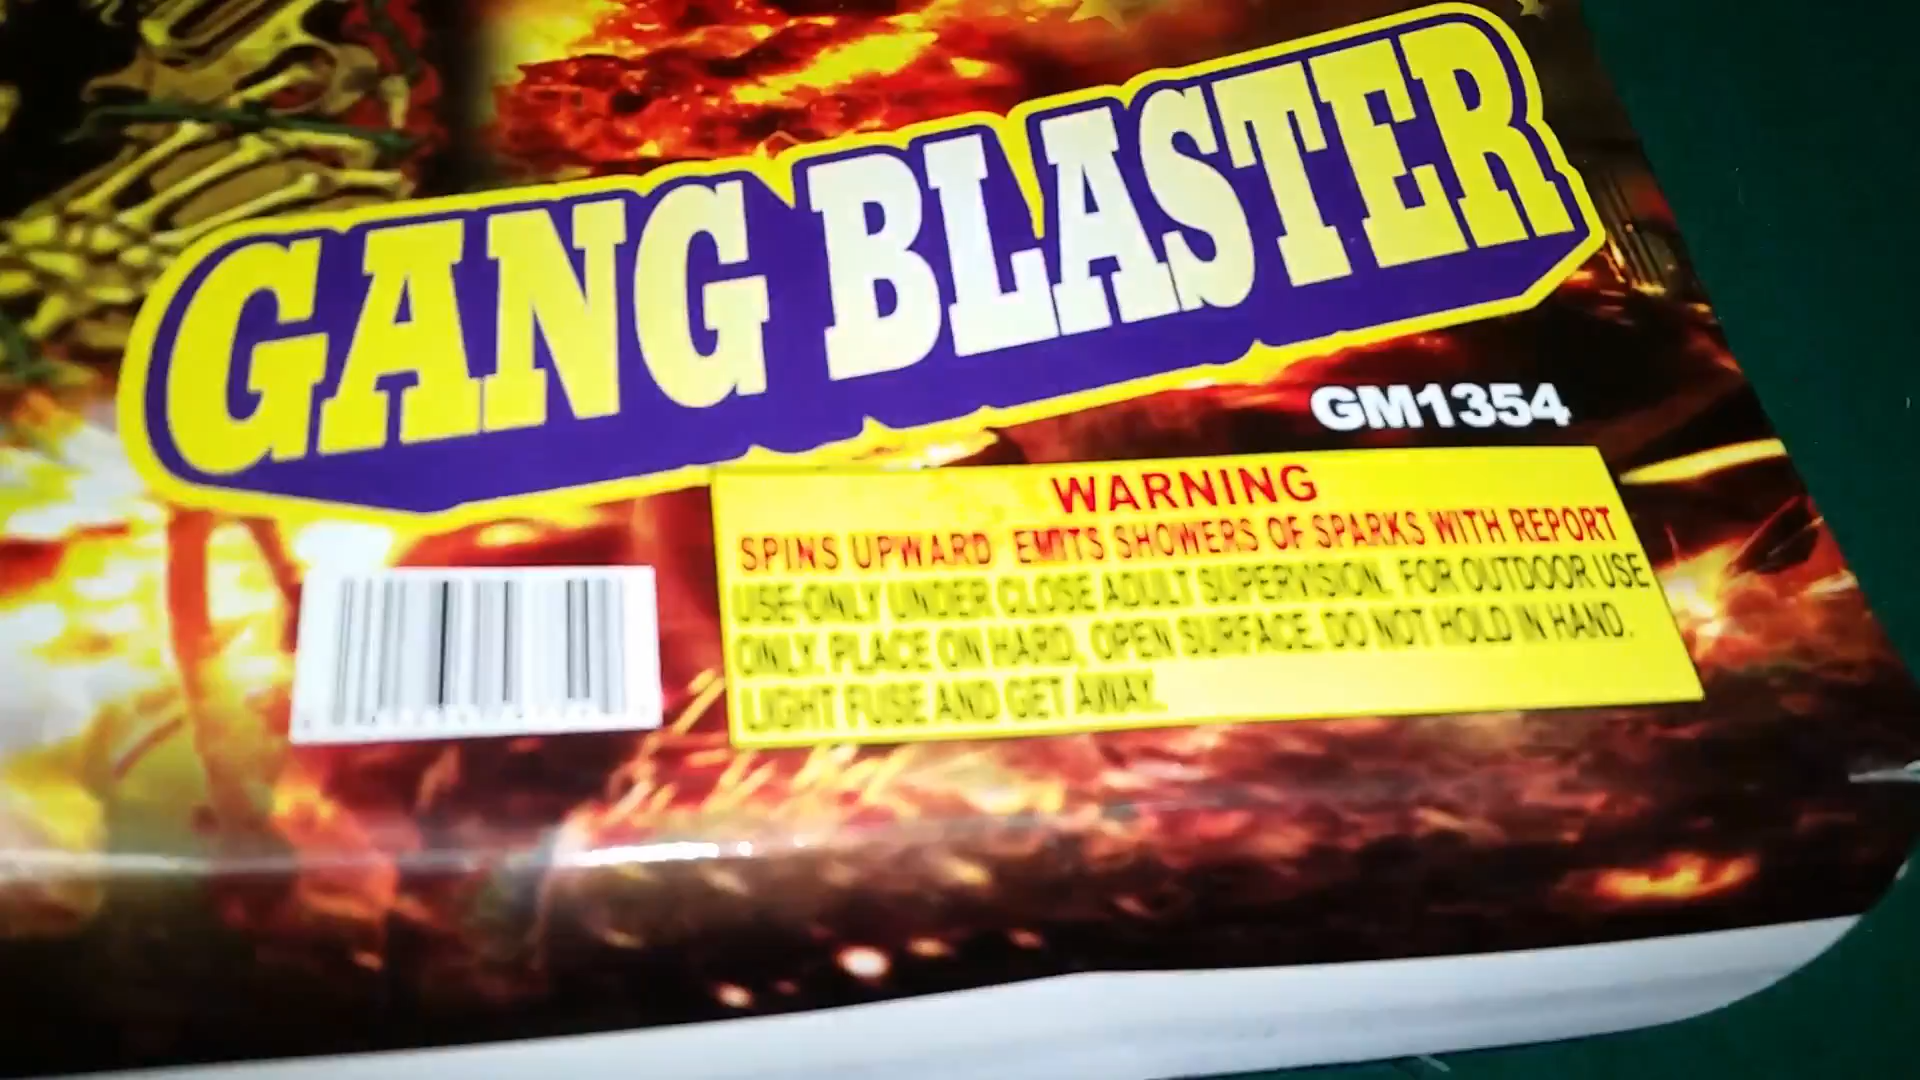 GANG BLASTER
GM1354
WARNING
SPINS UPWARD EMITS SHOWERS OF SPARKS WITH REPORT
USE ONLY UNDER CLOSE ADULT SUPERVISION. FOR OUTDOOR USE
ONLY. PLACE ON HARD, OPEN SURFACE. DO NOT HOLD IN HAND.
LIGHT FUSE AND GET AWAY.